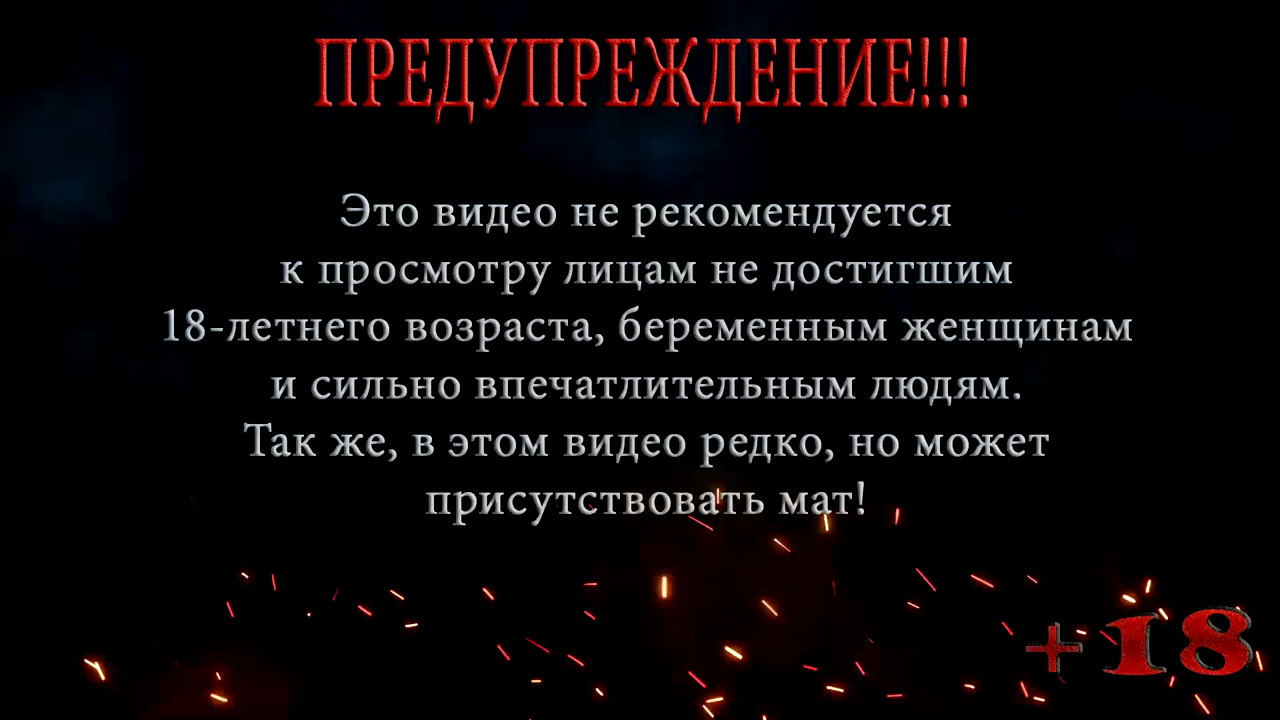 ПРЕДУПРЕЖДЕНИЕ!!!
Это видео не рекомендуется
к просмотру лицам не достигшим
18-летнего возраста, беременным женщинам
и сильно впечатлительным людям.
Так же, в этом видео редко, но может
присутствовать мат!
+18